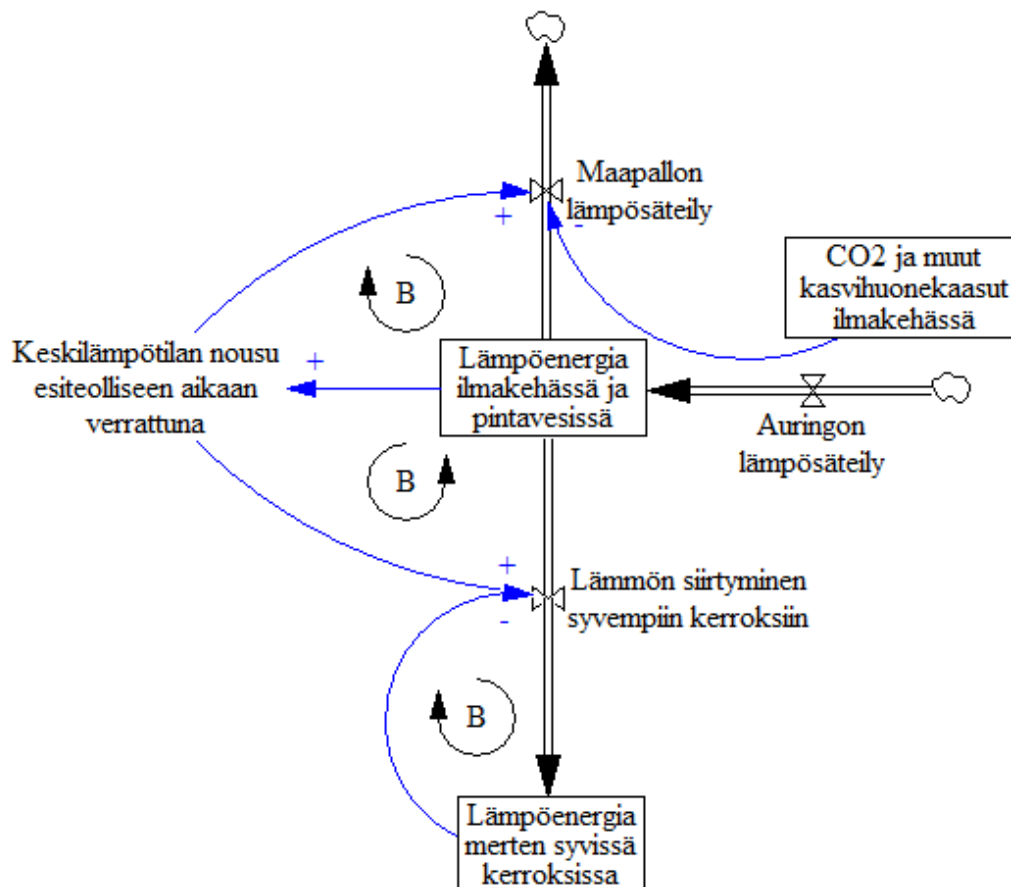 Maapallon
lämpösäteily
+
-
CO2 ja muut
kasvihuonekaasut
ilmakehässä
B
Keskilämpötilan nousu
esiteolliseen aikaan
verrattuna
+
Lämpöenergia
ilmakehässä ja
pintavesissä
Auringon
lämpösäteily
B
+
-
Lämmön siirtyminen
syvempiin kerroksiin
B
Lämpöenergia
merten syvissä
kerroksissa